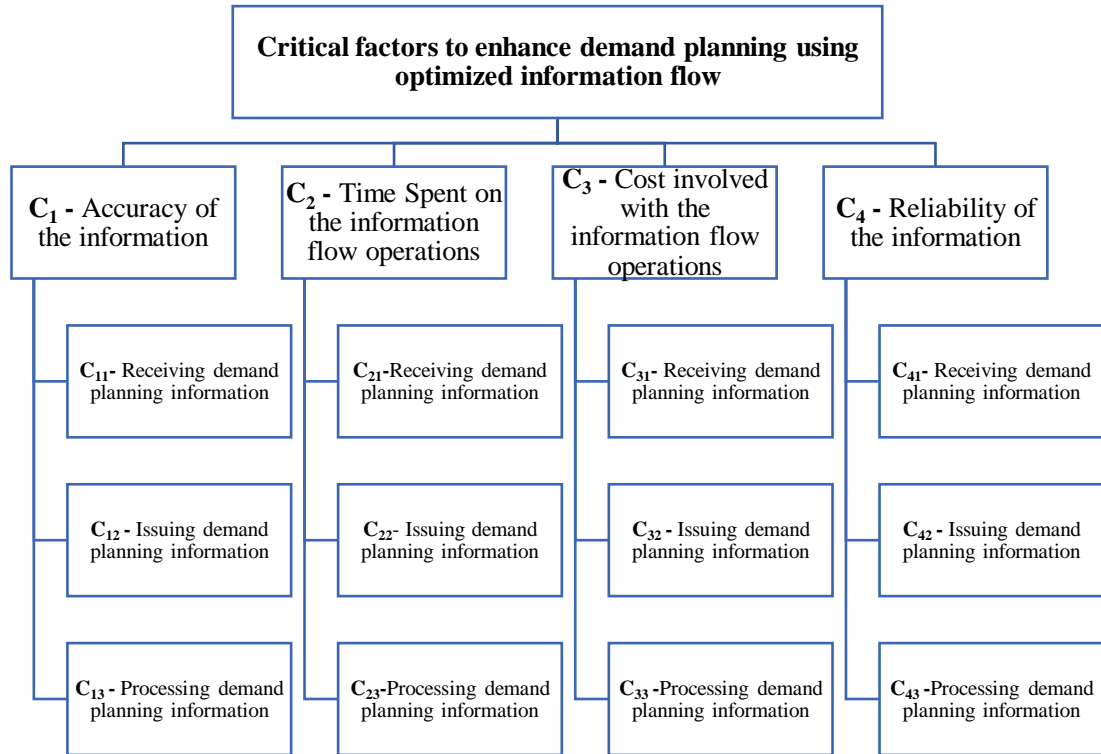 Critical factors to enhance demand planning using
optimized information flow
C₁ - Accuracy of
the information
C₂ - Time Spent on
the information
flow operations
C₃ - Cost involved
with the
information flow
operations
C₄ - Reliability of
the information
C₁₁- Receiving demand
planning information
C₂₁-Receiving demand
planning information
C₃₁- Receiving demand
planning information
C₄₁- Receiving demand
planning information
C₁₂ - Issuing demand
planning information
C₂₂- Issuing demand
planning information
C₃₂ - Issuing demand
planning information
C₄₂ - Issuing demand
planning information
C₁₃ - Processing demand
planning information
C₂₃-Processing demand
planning information
C₃₃ -Processing demand
planning information
C₄₃-Processing demand
planning information